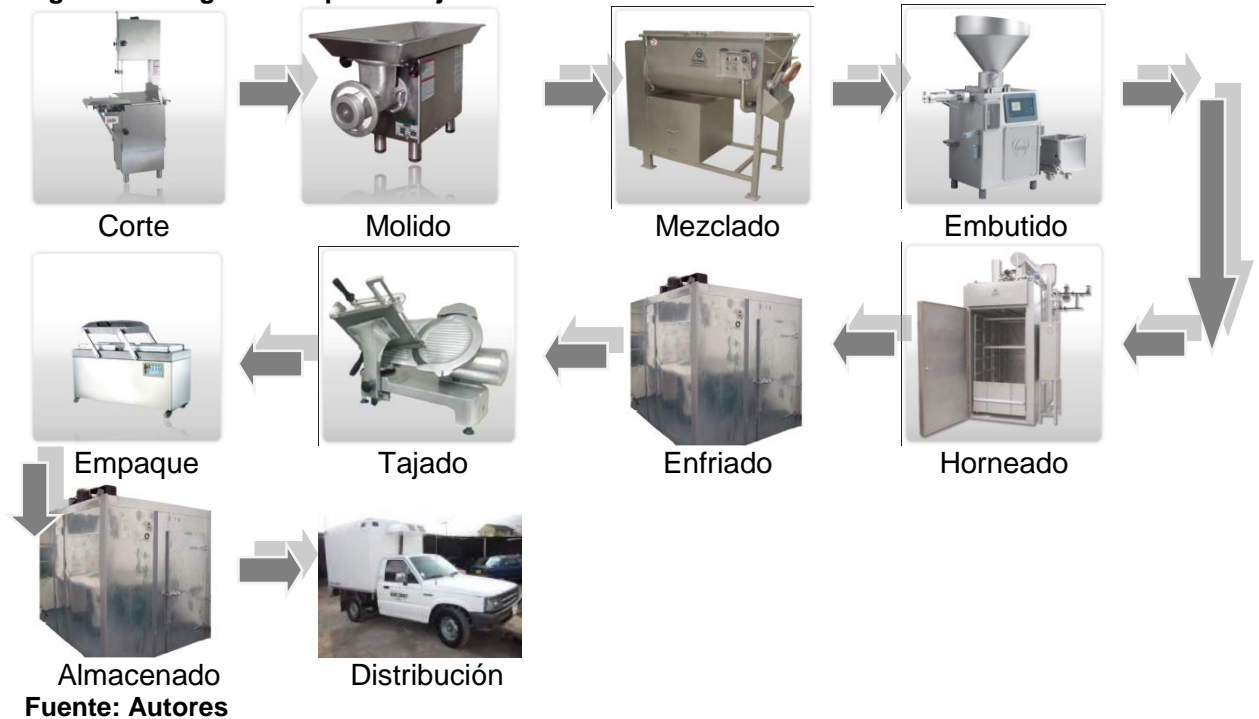 Corte Molido Mezclado Embutido
Empaque Tajado Enfriado Horneado
Almacenado Distribución
Fuente: Autores